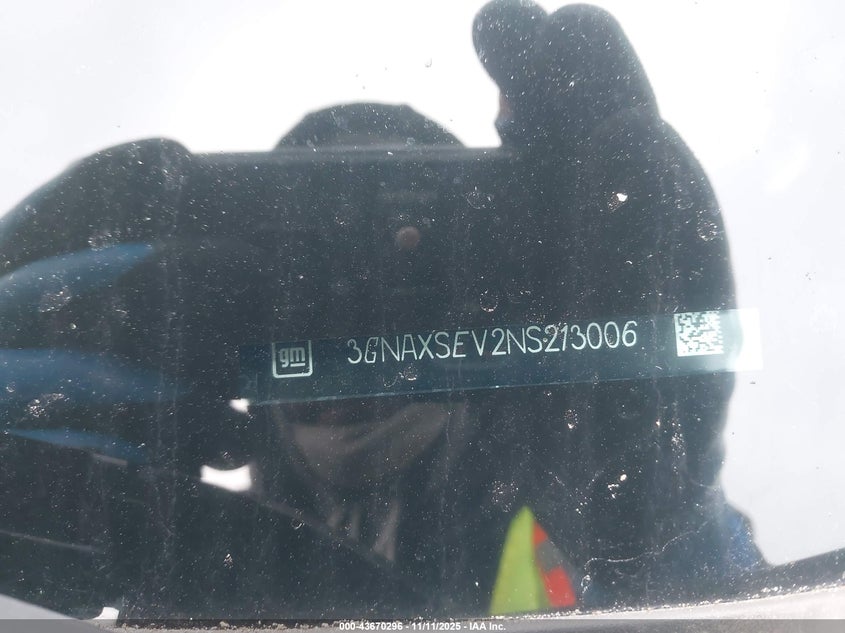 gm 3GNAXSEV2NS213006
000-43670296 - 11/11/2025 - IAA Inc.